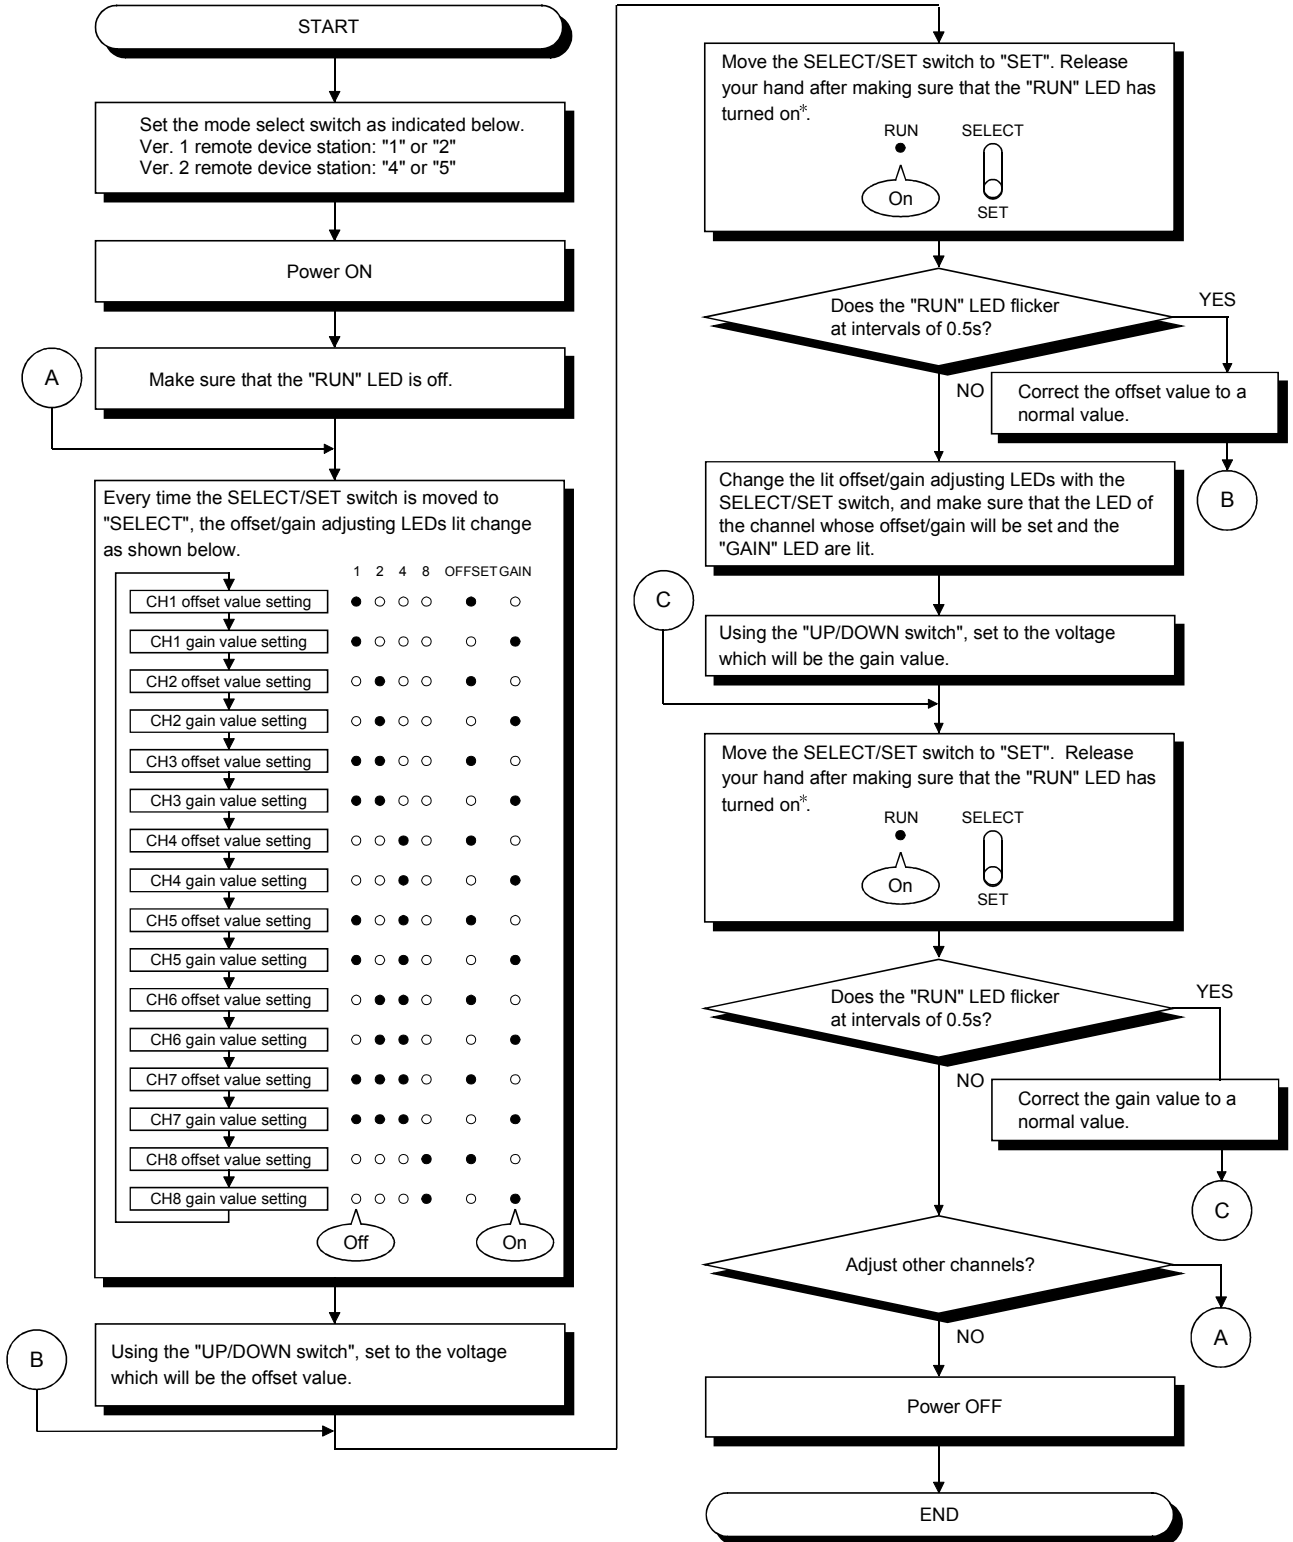 START
Set the mode select switch as indicated below.
Ver. 1 remote device station: "1" or "2"
Ver. 2 remote device station: "4" or "5"
Power ON
A
Make sure that the "RUN" LED is off.
Every time the SELECT/SET switch is moved to
"SELECT", the offset/gain adjusting LEDs lit change
as shown below.
1 2 4 8 OFFSET GAIN
CH1 offset value setting
CH1 gain value setting
CH2 offset value setting
CH2 gain value setting
CH3 offset value setting
CH3 gain value setting
CH4 offset value setting
CH4 gain value setting
CH5 offset value setting
CH5 gain value setting
CH6 offset value setting
CH6 gain value setting
CH7 offset value setting
CH7 gain value setting
CH8 offset value setting
CH8 gain value setting
Off
On
B
Using the "UP/DOWN switch", set to the voltage
which will be the offset value.
Move the SELECT/SET switch to "SET". Release
your hand after making sure that the "RUN" LED has
turned on*.
RUN SELECT
On
SET
Does the "RUN" LED flicker
at intervals of 0.5s?
YES
NO
Correct the offset value to a
normal value.
B
Change the lit offset/gain adjusting LEDs with the
SELECT/SET switch, and make sure that the LED of
the channel whose offset/gain will be set and the
"GAIN" LED are lit.
C
Using the "UP/DOWN switch", set to the voltage
which will be the gain value.
Move the SELECT/SET switch to "SET". Release
your hand after making sure that the "RUN" LED has
turned on*.
RUN SELECT
On
SET
Does the "RUN" LED flicker
at intervals of 0.5s?
YES
NO
Correct the gain value to a
normal value.
C
Adjust other channels?
NO
A
Power OFF
END